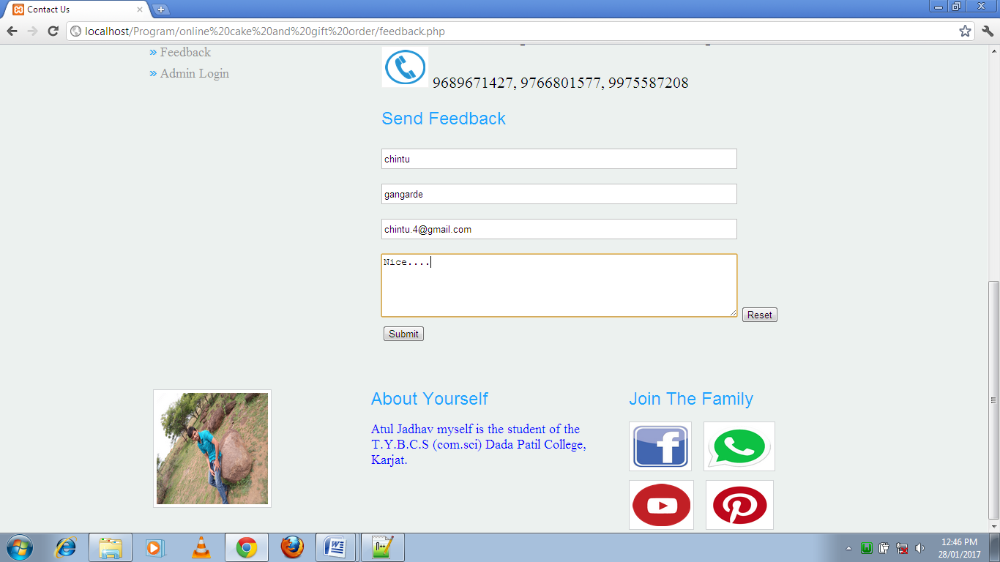 Contact Us
localhost/Program/online%20cake%20and%20gift%20order/feedback.php
» Feedback
» Admin Login
9689671427, 9766801577, 9975587208
Send Feedback
chintu
gangarde
chintu.4@gmail.com
Nice....
Reset
Submit
About Yourself
Atul Jadhav myself is the student of the
T.Y.B.C.S (com.sci) Dada Patil College,
Karjat.
Join The Family
12:46 PM
28/01/2017